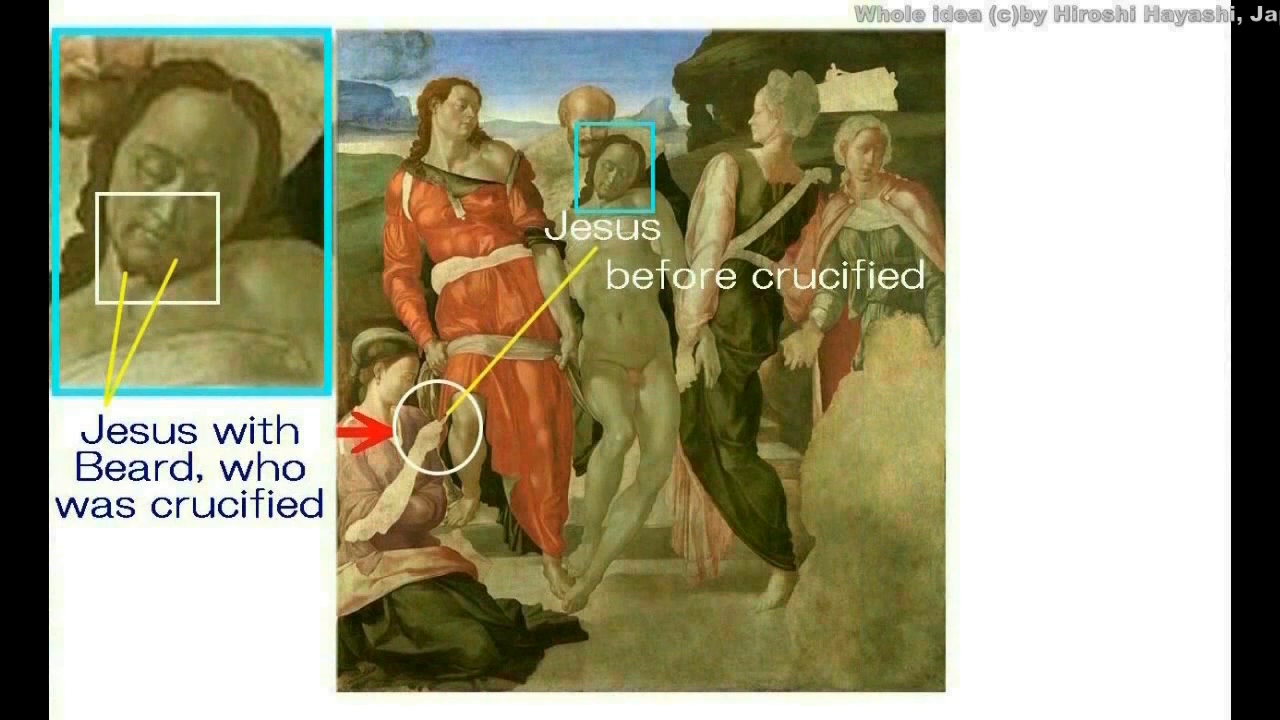 Whole idea (c)by Hiroshi Hayashi, Ja
Jesus
before crucified
Jesus with
Beard, who
was crucified